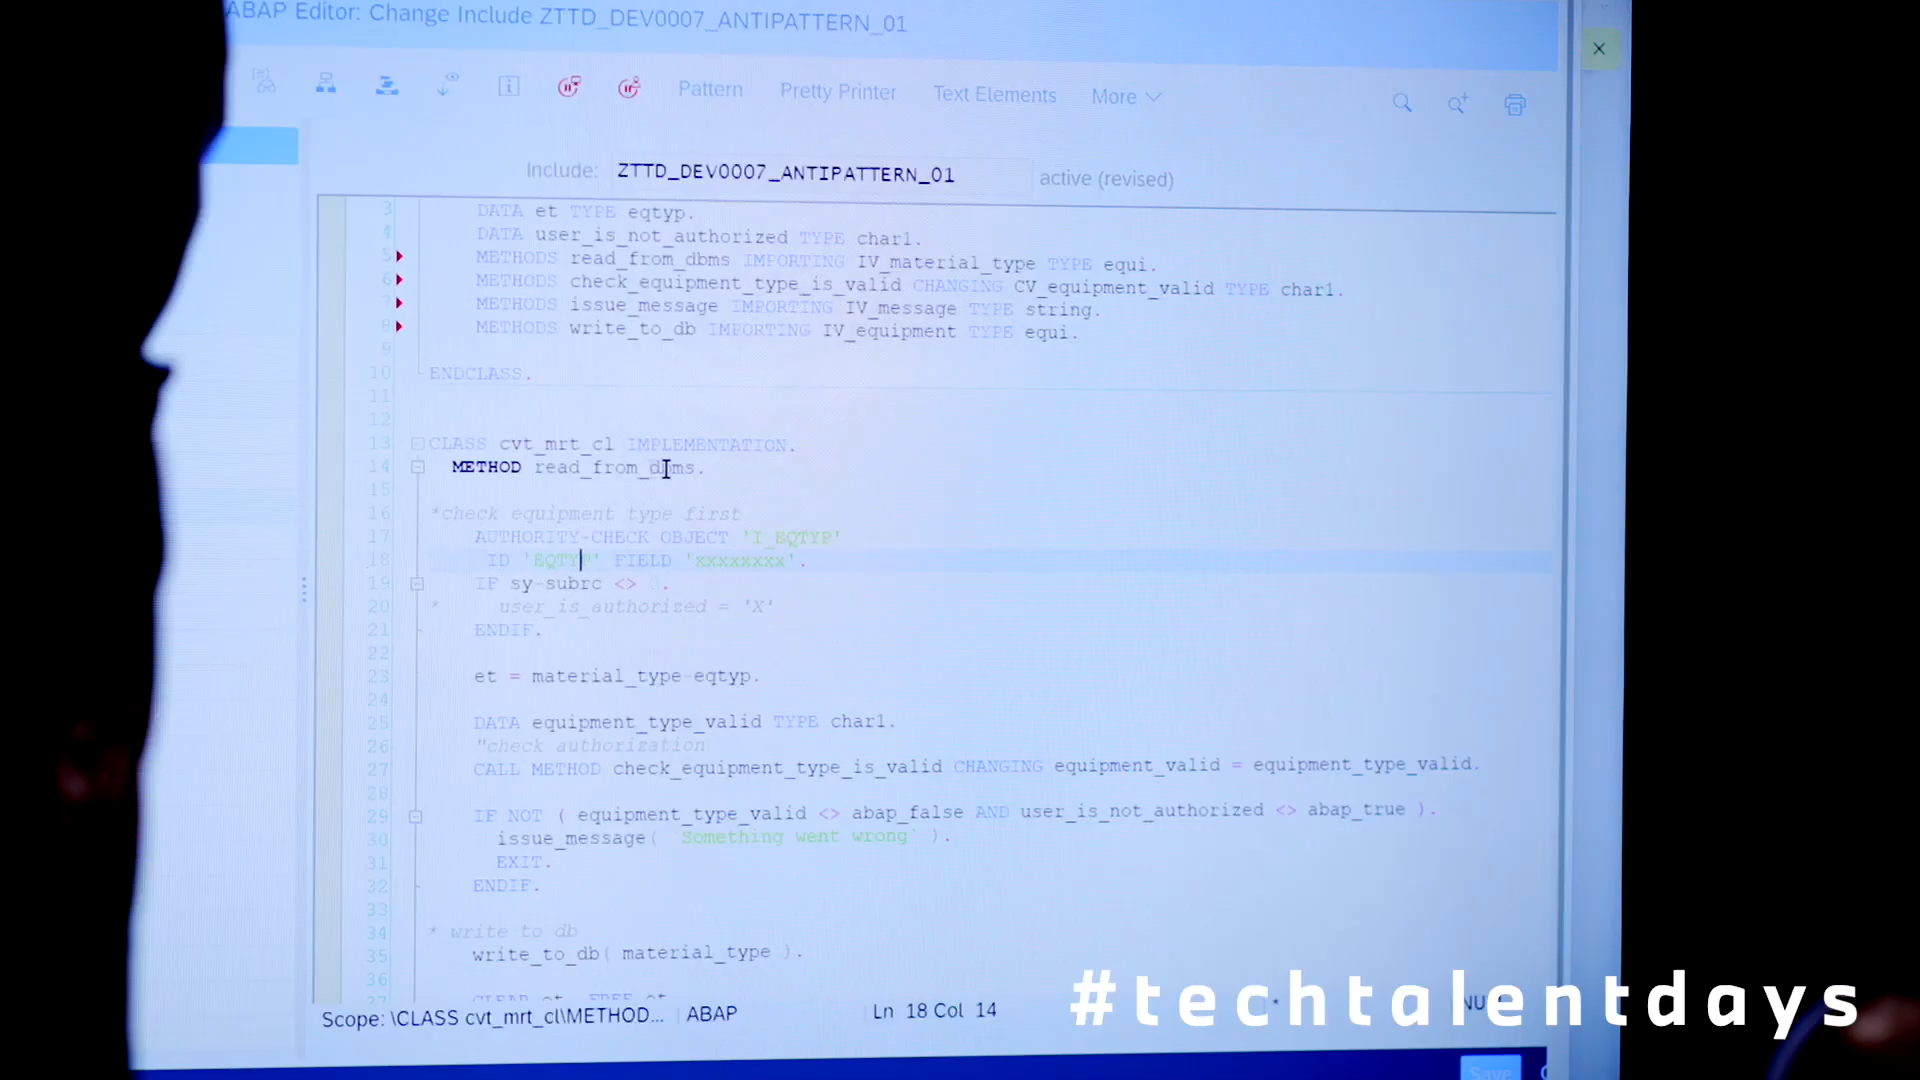 ABAP Editor: Change Include ZTTD_DEV0007_ANTIPATTERN_01
Pattern Pretty Printer Text Elements More
Include: ZTTD_DEV0007_ANTIPATTERN_01 active (revised)
3 DATA et TYPE eqtyp.
4 DATA user_is_not_authorized TYPE char1.
5 METHODS read_from_dbms IMPORTING IV_material_type TYPE equi.
6 METHODS check_equipment_type_is_valid CHANGING CV_equipment_valid TYPE char1.
7 METHODS issue_message IMPORTING IV_message TYPE string.
8 METHODS write_to_db IMPORTING IV_equipment TYPE equi.
9
10 ENDCLASS.
11
12
13 CLASS cvt_mrt_cl IMPLEMENTATION.
14 METHOD read_from_dbms.
15
16 *check equipment type first
17 AUTHORITY-CHECK OBJECT 'I_EQTYP'
18 ID 'EQTYP' FIELD 'xxxxxxxx'.
19 IF sy-subrc <> 0.
20 * user_is_authorized = 'X'
21 ENDIF.
22
23 et = material_type-eqtyp.
24
25 DATA equipment_type_valid TYPE char1.
26 "check authorization
27 CALL METHOD check_equipment_type_is_valid CHANGING equipment_valid = equipment_type_valid.
28
29 IF NOT ( equipment_type_valid <> abap_false AND user_is_not_authorized <> abap_true ).
30 issue_message( `Something went wrong` ).
31 EXIT.
32 ENDIF.
33
34 * write to db
35 write_to_db( material_type ).
36
37
Scope: \CLASS cvt_mrt_cl\METHOD... ABAP Ln 18 Col 14
#techtalentdays
Save